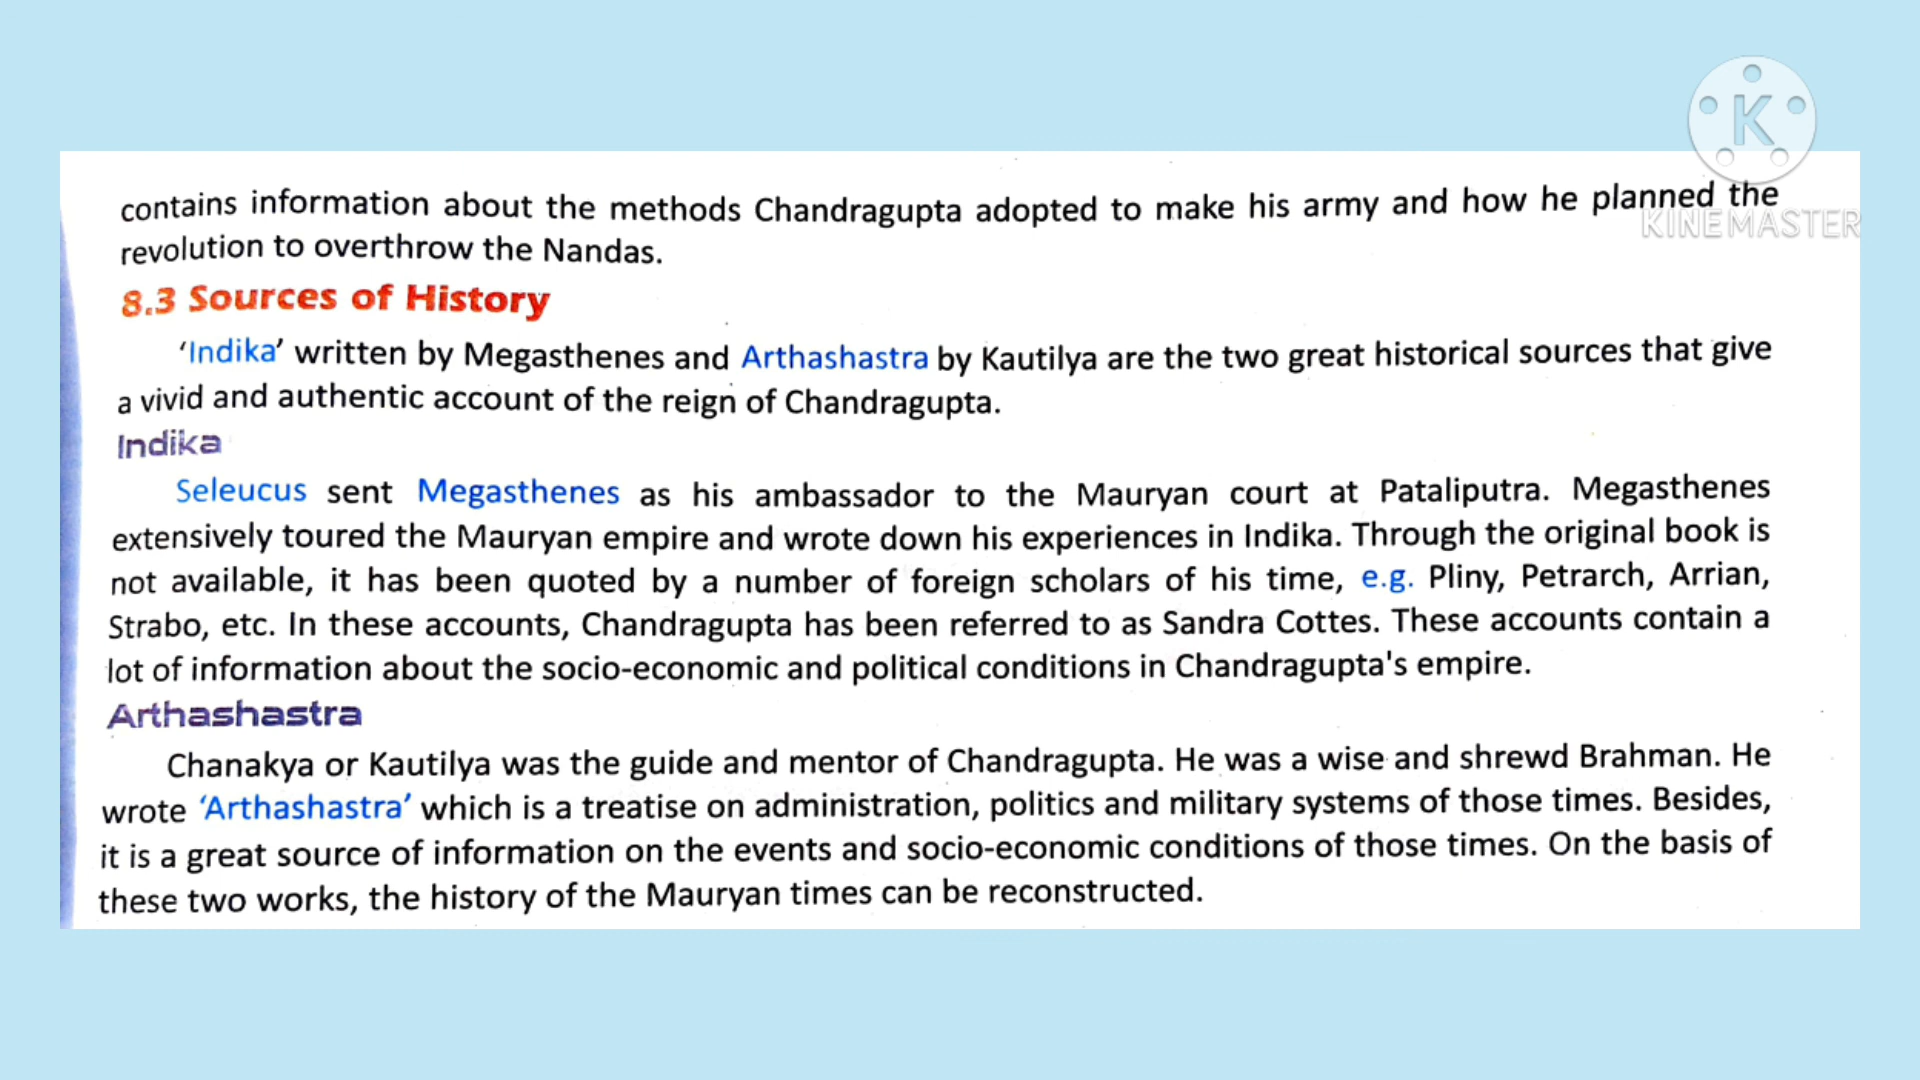 contains information about the methods Chandragupta adopted to make his army and how he planned the
revolution to overthrow the Nandas.
8.3 Sources of History
‘Indika’ written by Megasthenes and Arthashastra by Kautilya are the two great historical sources that give
a vivid and authentic account of the reign of Chandragupta.
Indika
Seleucus sent Megasthenes as his ambassador to the Mauryan court at Pataliputra. Megasthenes
extensively toured the Mauryan empire and wrote down his experiences in Indika. Through the original book is
not available, it has been quoted by a number of foreign scholars of his time, e.g. Pliny, Petrarch, Arrian,
Strabo, etc. In these accounts, Chandragupta has been referred to as Sandra Cottes. These accounts contain a
lot of information about the socio-economic and political conditions in Chandragupta's empire.
Arthashastra
Chanakya or Kautilya was the guide and mentor of Chandragupta. He was a wise and shrewd Brahman. He
wrote ‘Arthashastra’ which is a treatise on administration, politics and military systems of those times. Besides,
it is a great source of information on the events and socio-economic conditions of those times. On the basis of
these two works, the history of the Mauryan times can be reconstructed.
K
KINEMASTER